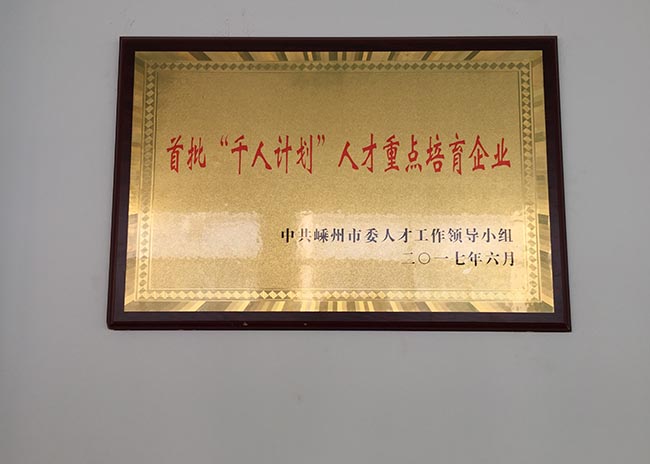 首批“千人计划”人才重点培育企业
中共嵊州市委人才工作领导小组
二〇一七年六月